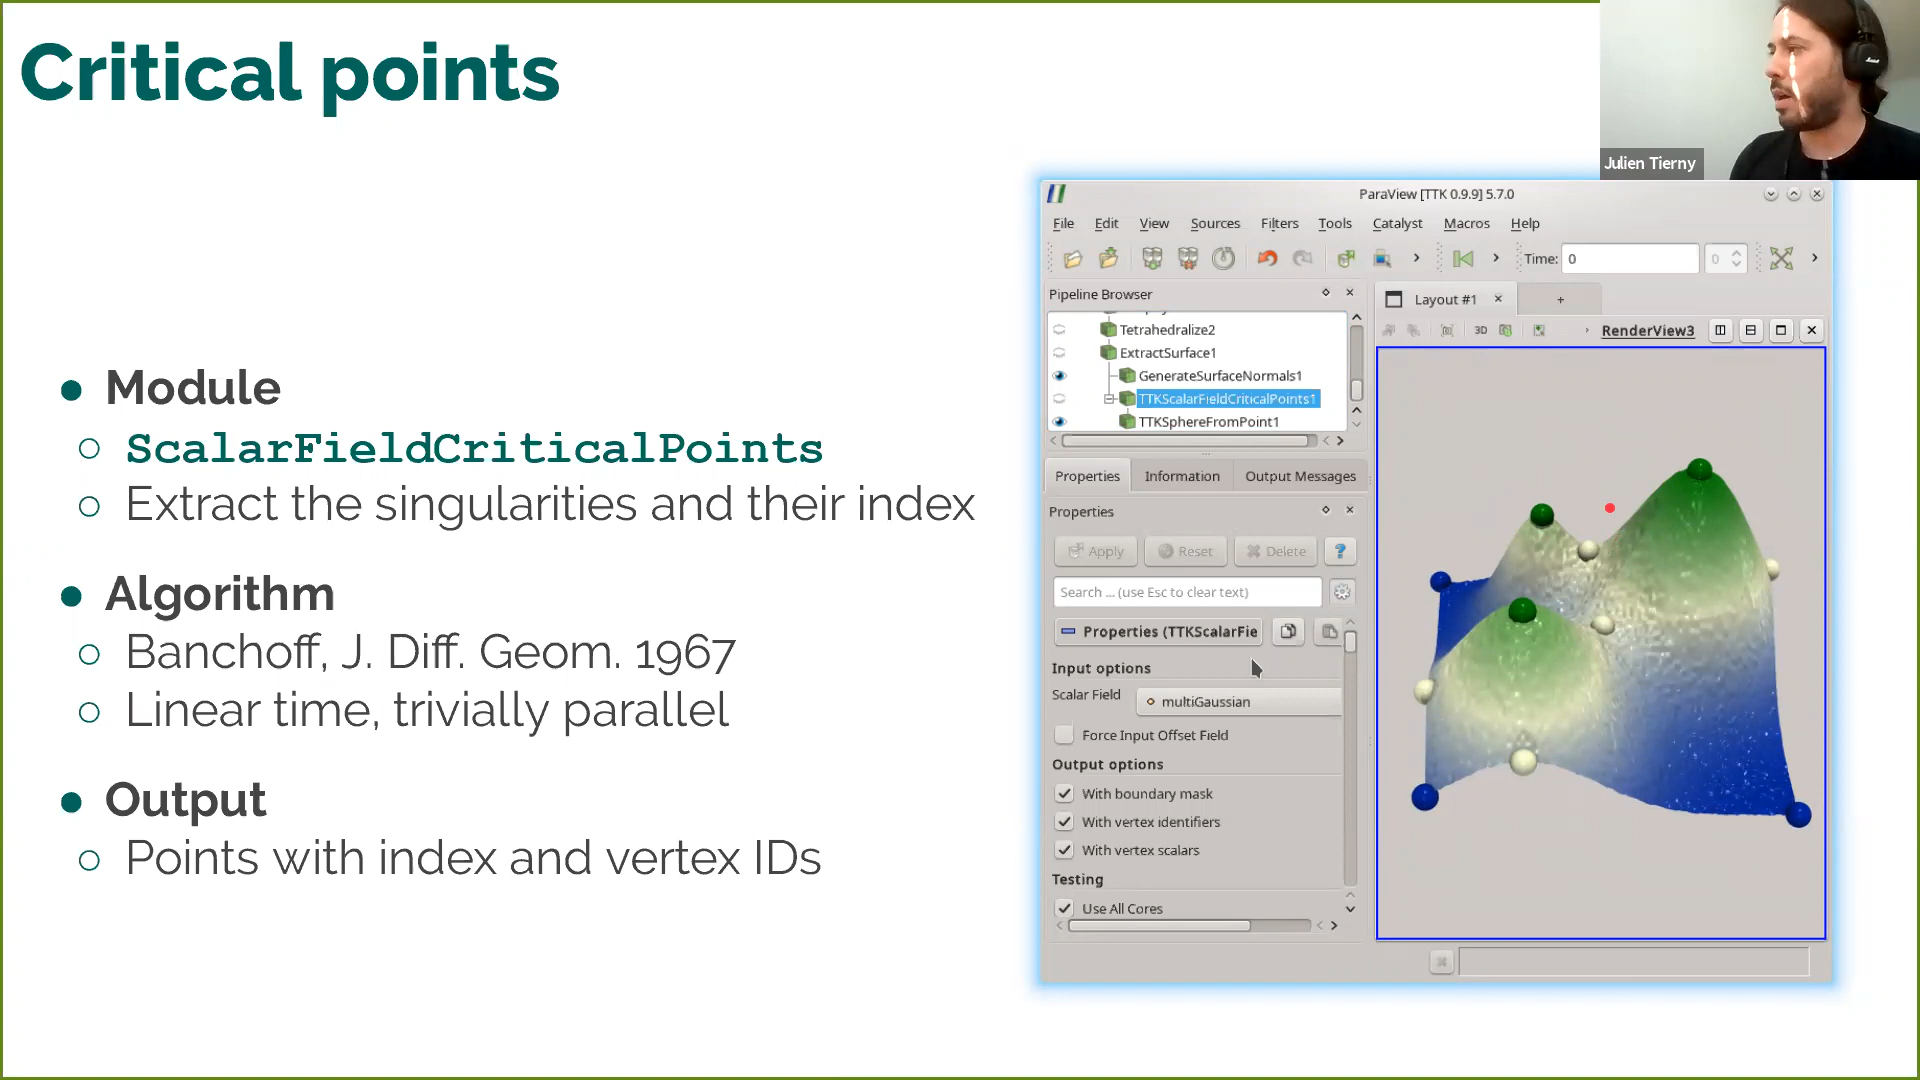 Critical points
Julien Tierny
● Module
○ ScalarFieldCriticalPoints
○ Extract the singularities and their index
● Algorithm
○ Banchoff, J. Diff. Geom. 1967
○ Linear time, trivially parallel
● Output
○ Points with index and vertex IDs
ParaView [TTK 0.9.9] 5.7.0
File Edit View Sources Filters Tools Catalyst Macros Help
Time: 0 0
Pipeline Browser
Layout #1 +
Tetrahedralize2
3D RenderView3
ExtractSurface1
GenerateSurfaceNormals1
TTKScalarFieldCriticalPoints1
TTKSphereFromPoint1
Properties Information Output Messages
Properties
Apply Reset Delete ?
Search ... (use Esc to clear text)
Properties (TTKScalarFie
Input options
Scalar Field multiGaussian
Force Input Offset Field
Output options
With boundary mask
With vertex identifiers
With vertex scalars
Testing
Use All Cores